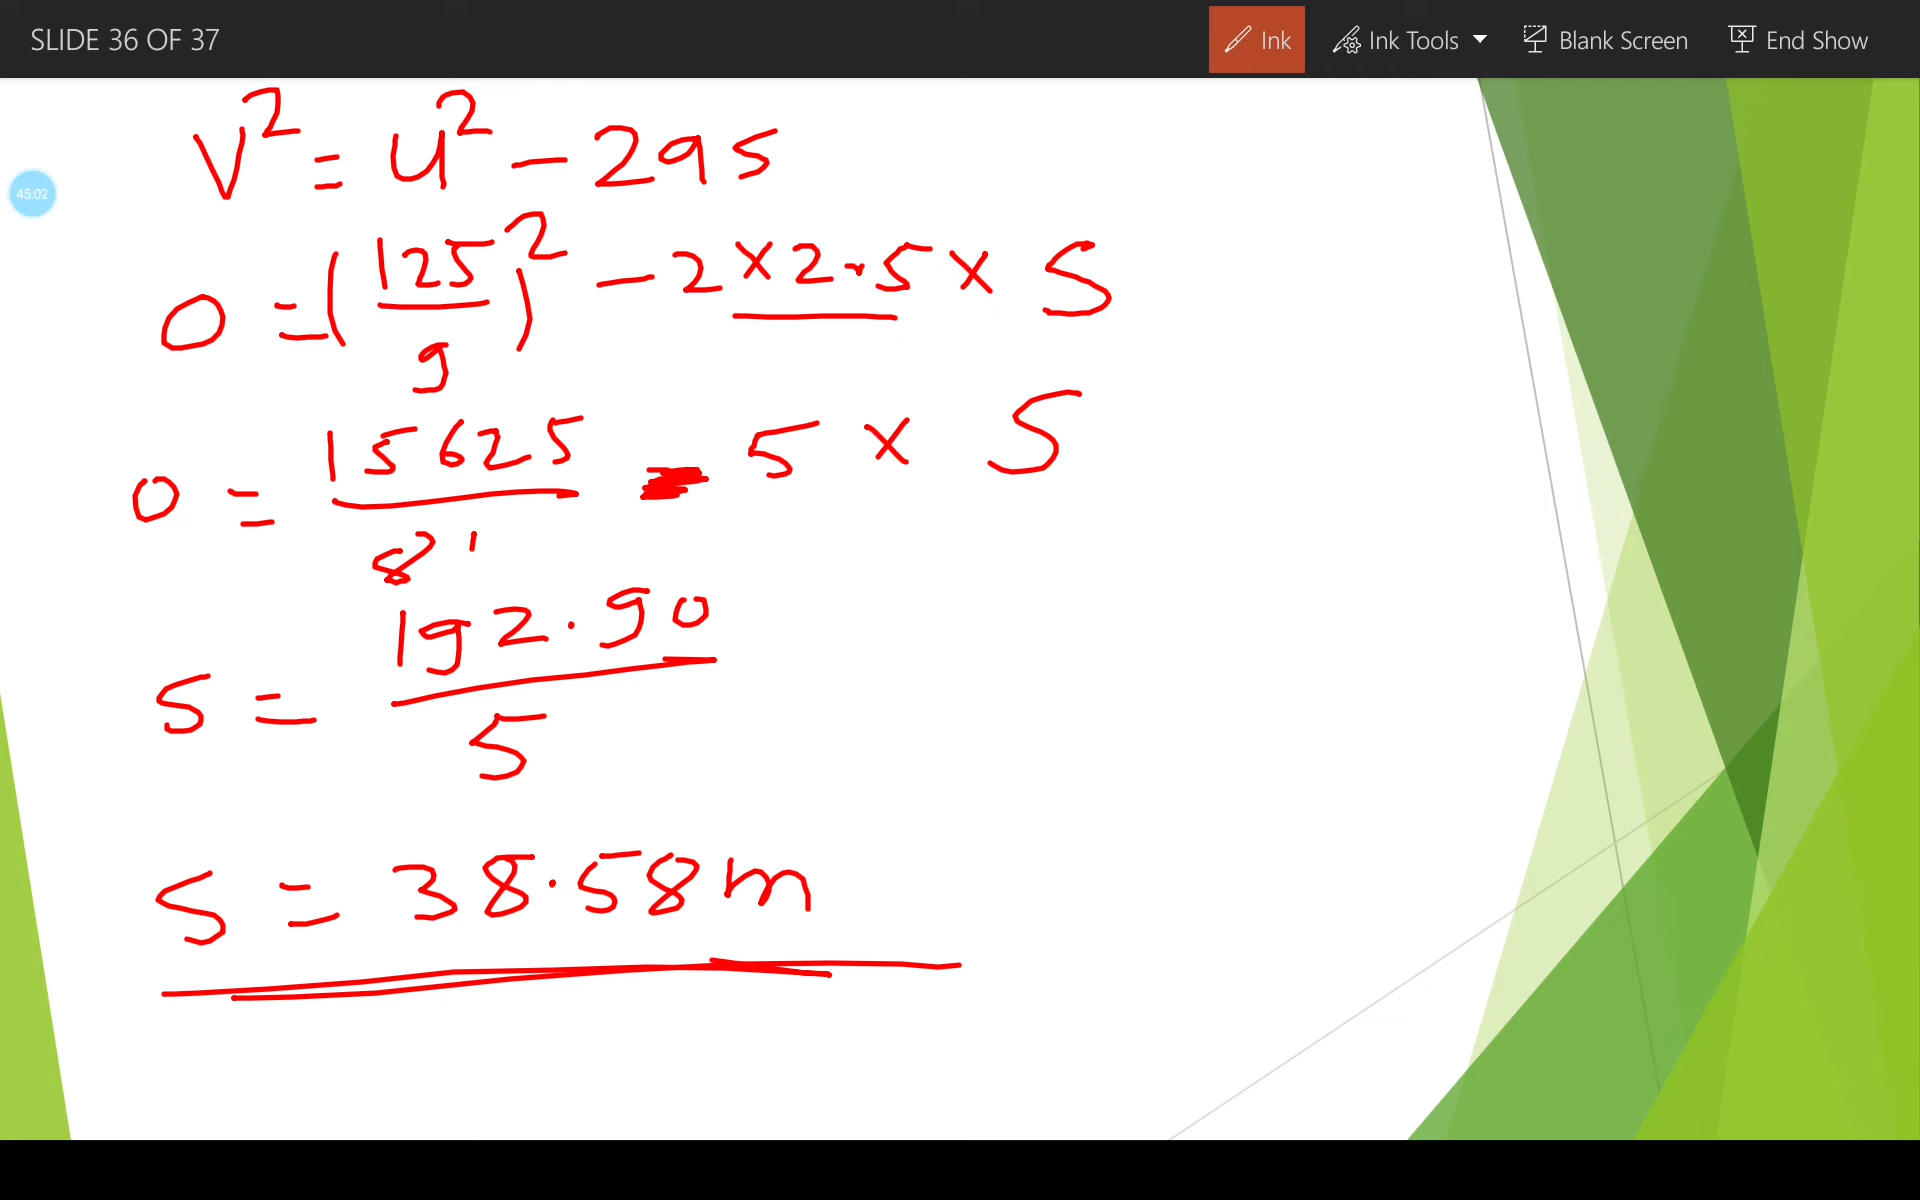 SLIDE 36 OF 37
Ink
Ink Tools
Blank Screen
End Show
45:02
V² = u² - 2as
0 = (125/9)² - 2 × 2.5 × S
0 = 15625/81 - 5 × S
S = 192.90/5
S = 38.58m